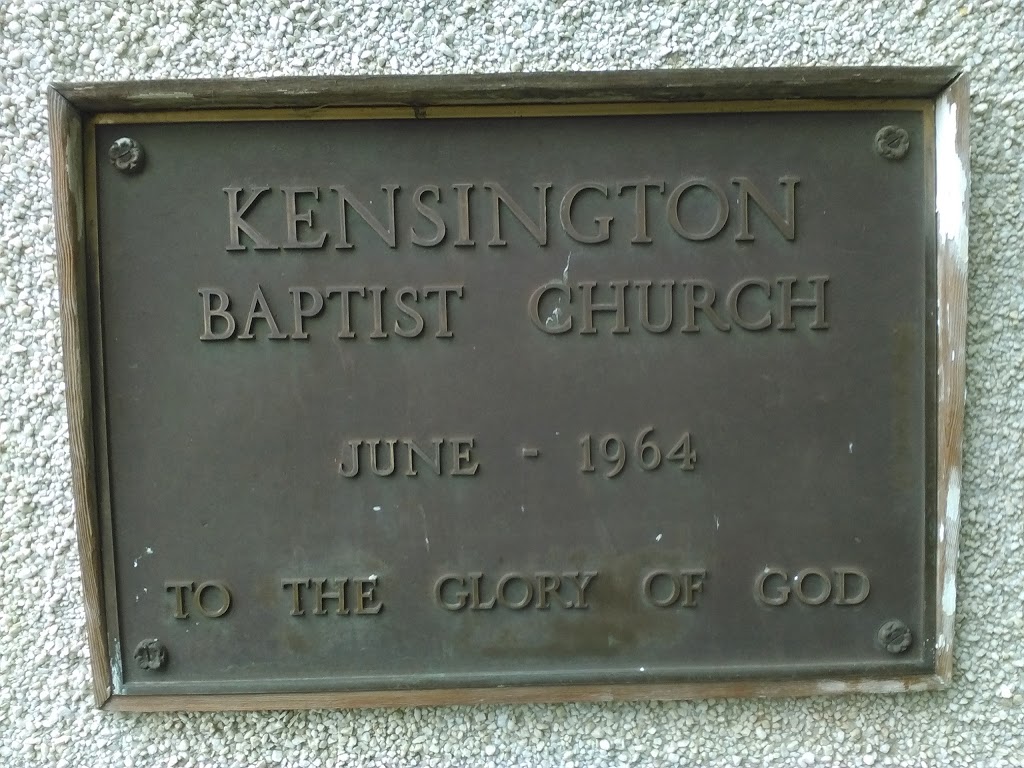 KENSINGTON
BAPTIST CHURCH
JUNE - 1964
TO THE GLORY OF GOD